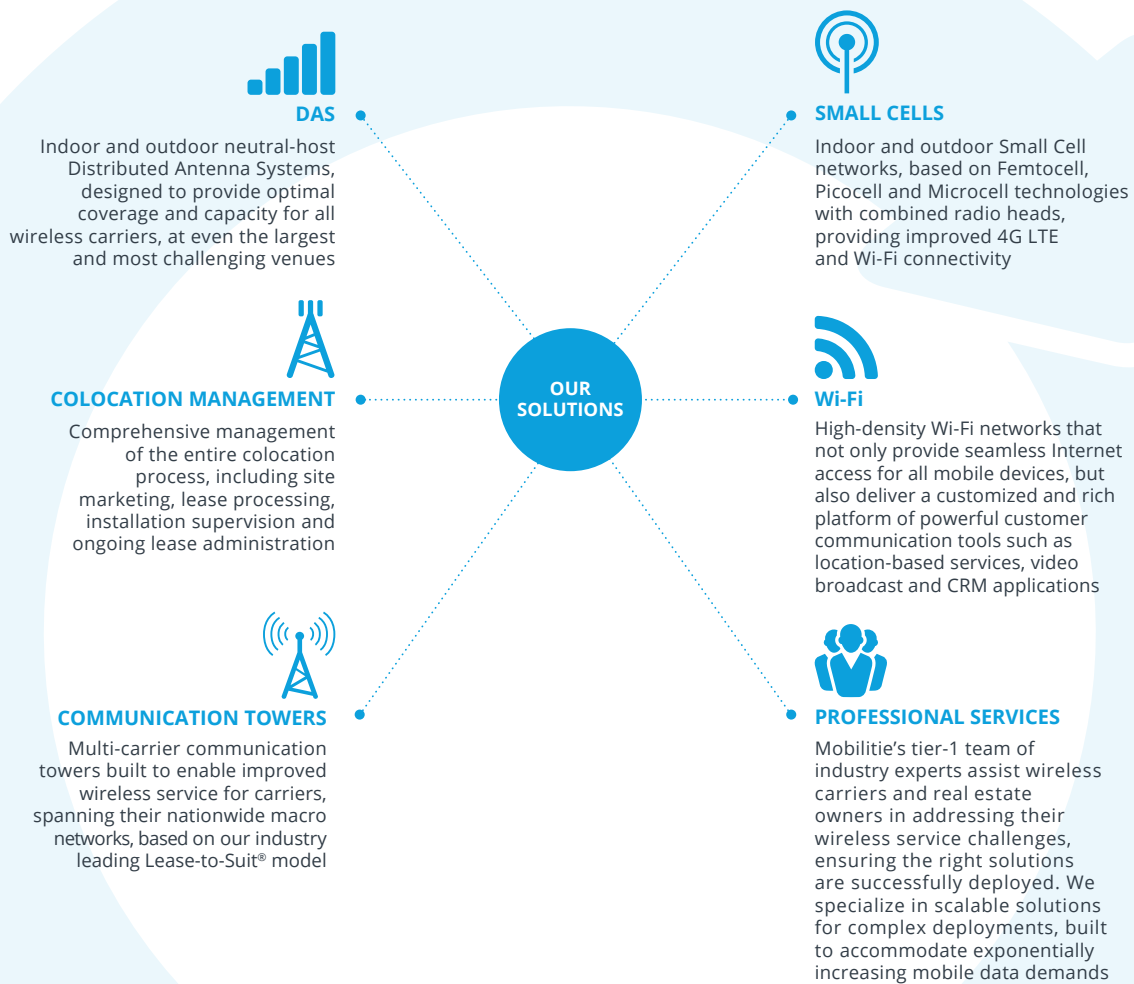 DAS
Indoor and outdoor neutral-host
Distributed Antenna Systems,
designed to provide optimal
coverage and capacity for all
wireless carriers, at even the largest
and most challenging venues
COLOCATION MANAGEMENT
Comprehensive management
of the entire colocation
process, including site
marketing, lease processing,
installation supervision and
ongoing lease administration
COMMUNICATION TOWERS
Multi-carrier communication
towers built to enable improved
wireless service for carriers,
spanning their nationwide macro
networks, based on our industry
leading Lease-to-Suit® model
OUR
SOLUTIONS
SMALL CELLS
Indoor and outdoor Small Cell
networks, based on Femtocell,
Picocell and Microcell technologies
with combined radio heads,
providing improved 4G LTE
and Wi-Fi connectivity
Wi-Fi
High-density Wi-Fi networks that
not only provide seamless Internet
access for all mobile devices, but
also deliver a customized and rich
platform of powerful customer
communication tools such as
location-based services, video
broadcast and CRM applications
PROFESSIONAL SERVICES
Mobilitie’s tier-1 team of
industry experts assist wireless
carriers and real estate
owners in addressing their
wireless service challenges,
ensuring the right solutions
are successfully deployed. We
specialize in scalable solutions
for complex deployments, built
to accommodate exponentially
increasing mobile data demands